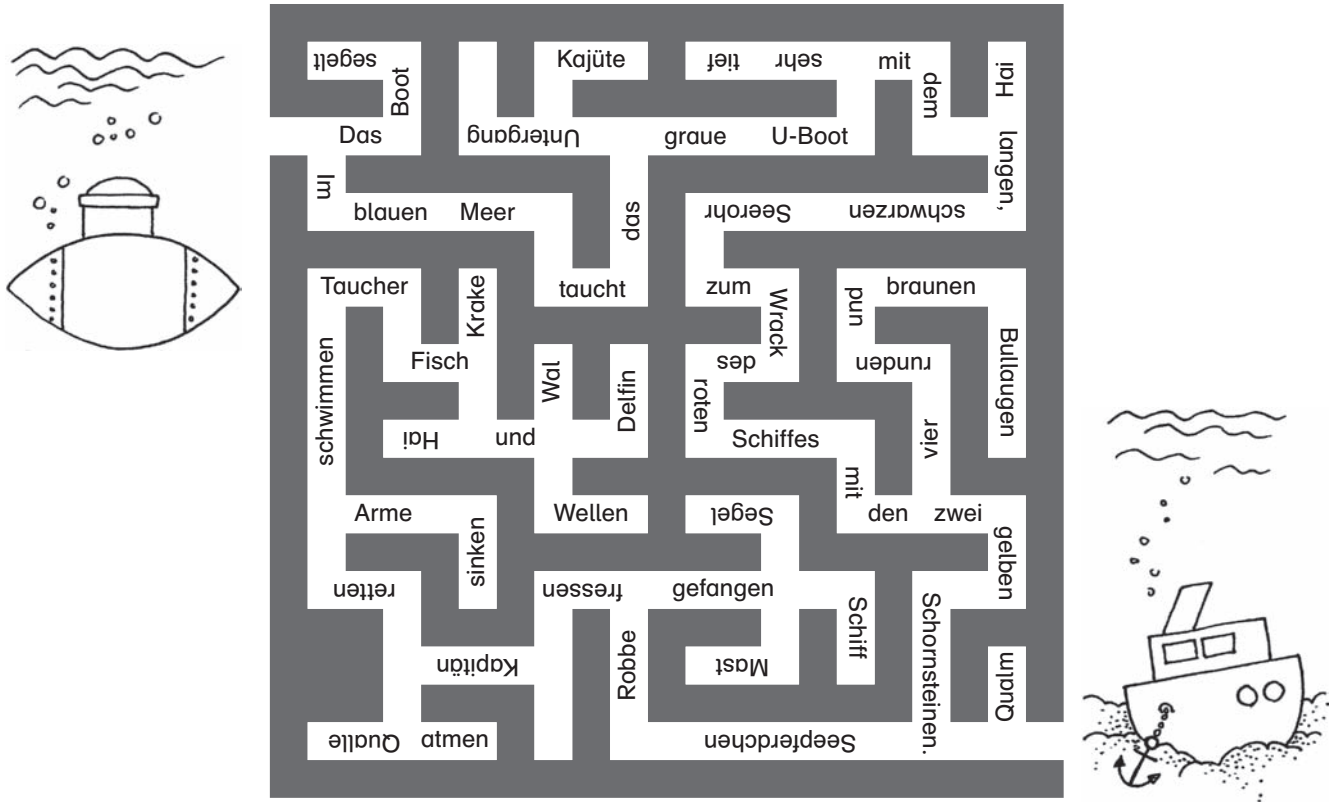 segelt Kajüte tief sehr mit
Boot dem Hai
Das Untergang graue U-Boot
Im langen,
blauen Meer das Seerohr schwarzen
Taucher Krake taucht zum und braunen
Wrack
Fisch des runden
schwimmen Wal Delfin roten Bullaugen
Hai und Schiffes vier
mit
Arme Wellen Segel den zwei
sinken gelben
retten fressen gefangen
Schiff Schornsteinen.
Kapitän Robbe Mast Qualm
Qualle atmen Seepferdchen